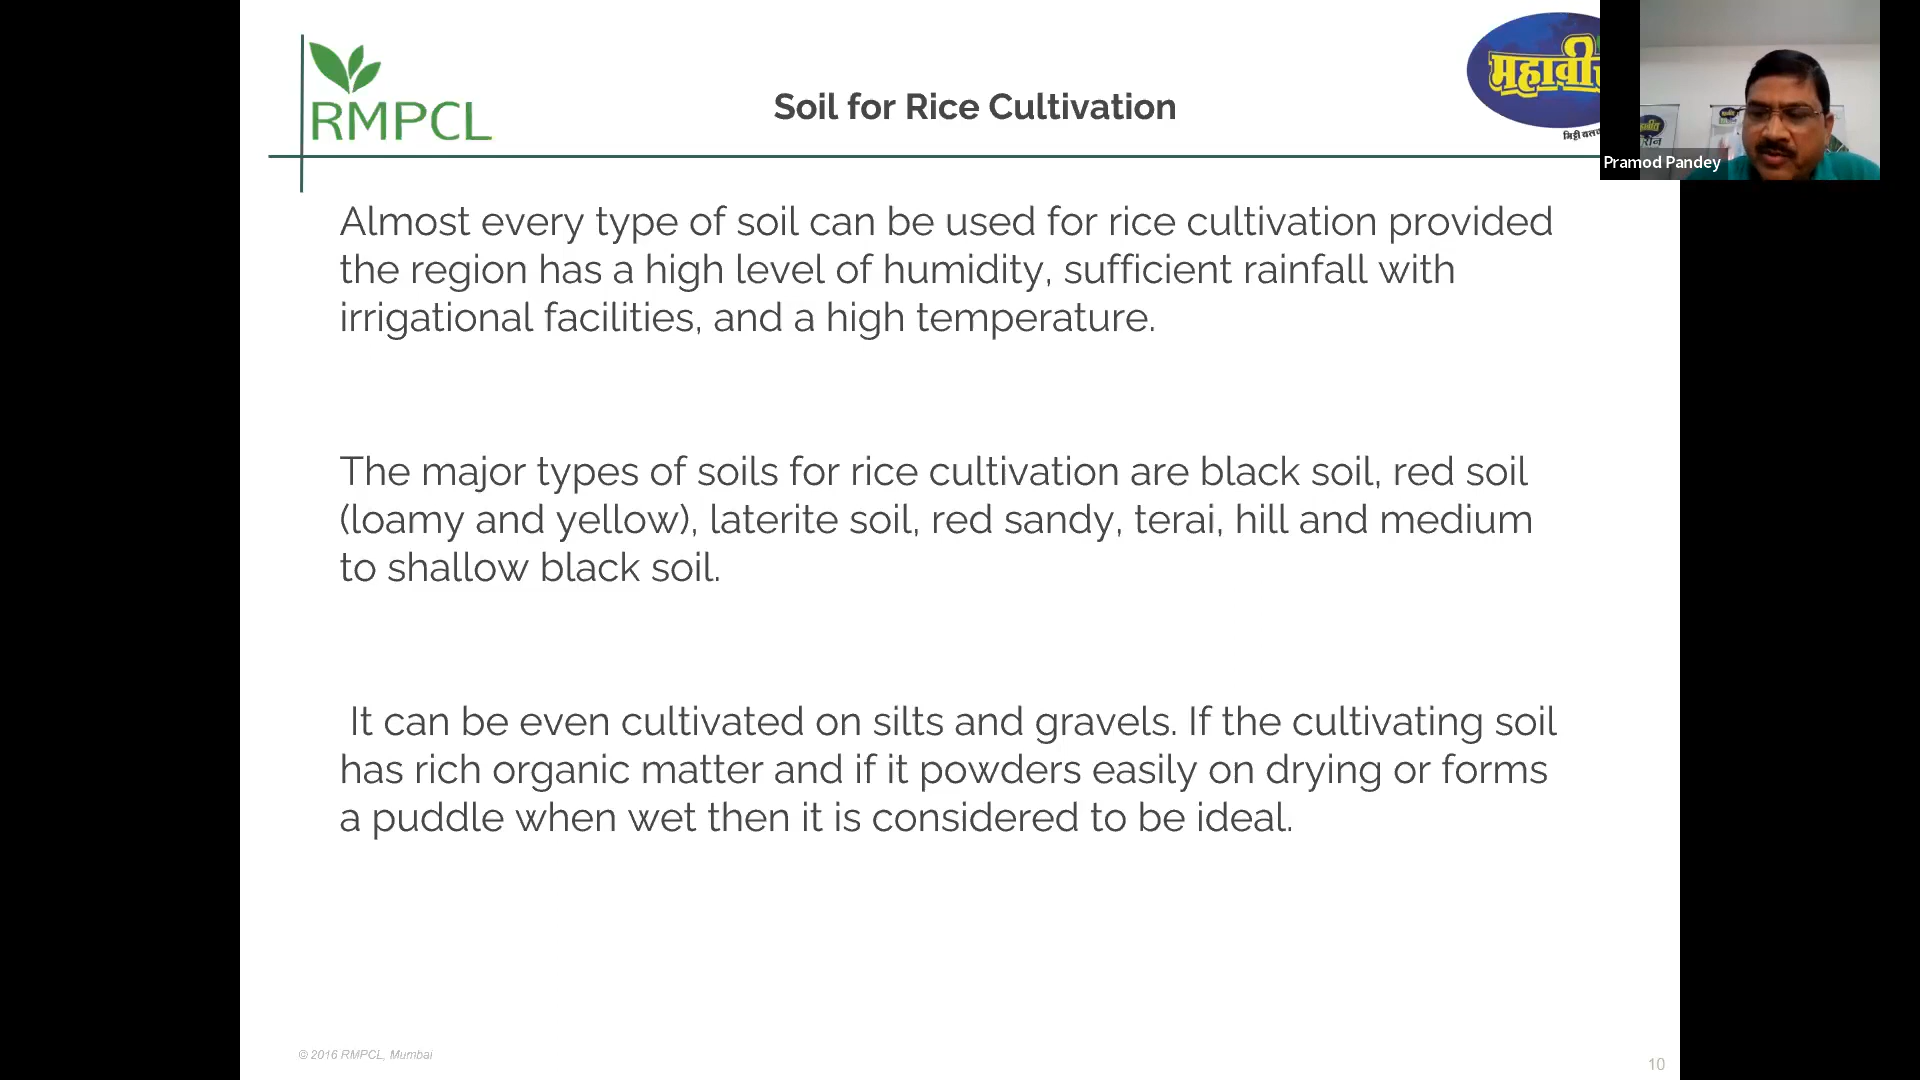 RMPCL
Soil for Rice Cultivation
Pramod Pandey
Almost every type of soil can be used for rice cultivation provided
the region has a high level of humidity, sufficient rainfall with
irrigational facilities, and a high temperature.
The major types of soils for rice cultivation are black soil, red soil
(loamy and yellow), laterite soil, red sandy, terai, hill and medium
to shallow black soil.
It can be even cultivated on silts and gravels. If the cultivating soil
has rich organic matter and if it powders easily on drying or forms
a puddle when wet then it is considered to be ideal.
© 2016 RMPCL, Mumbai
10